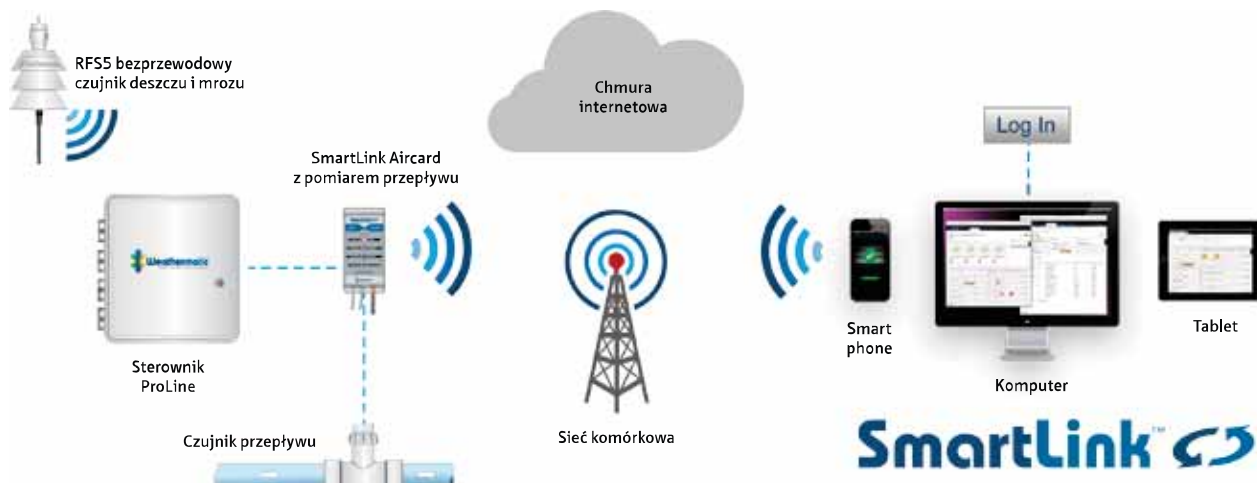 RFS5 bezprzewodowy
czujnik deszczu i mrozu
Chmura
internetowa
Log In
SmartLink Aircard
z pomiarem przepływu
Weathermatic
Sterownik
ProLine
Czujnik przepływu
Sieć komórkowa
Smart
phone
Komputer
Tablet
SmartLink™